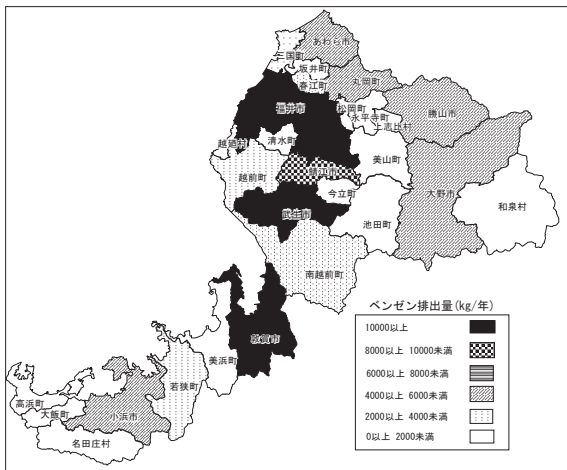 あわら市
三国町
坂井町
丸岡町
春江町
福井市
松岡町
永平寺町
上志比村
勝山市
越廼村
清水町
美山町
越前町
鯖江市
今立町
大野市
和泉村
武生市
池田町
南越前町
敦賀市
美浜町
若狭町
高浜町
大飯町
小浜市
名田庄村
ベンゼン排出量(kg/年)
10000以上
8000以上 10000未満
6000以上 8000未満
4000以上 6000未満
2000以上 4000未満
0以上 2000未満